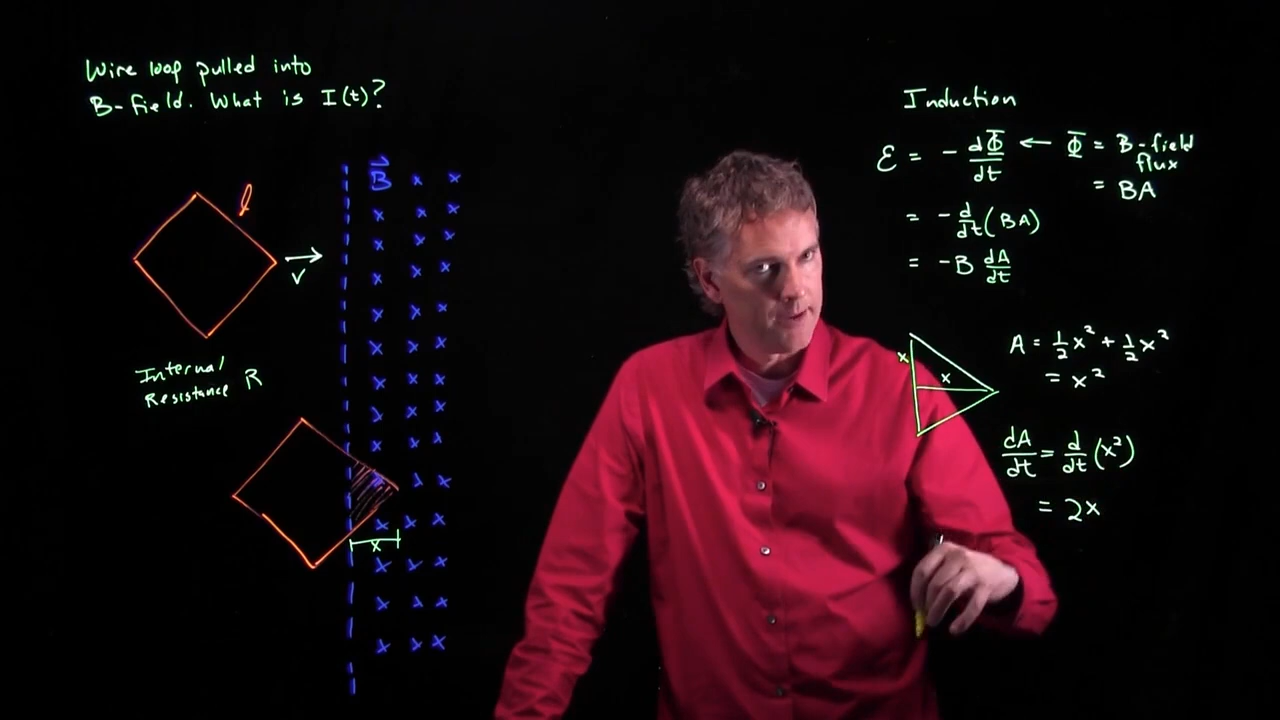 Wire loop pulled into
B-field. What is I(t)?
l
v
B⃗ x x
x x x
x x x
x x x
x x x
x x x
x x x
x x x
x x x
x x
x x x
x x x
x x x
x x x
Internal
Resistance R
x
Induction
ℰ = - dΦ/dt ← Φ = B-field
flux
= BA
= - d/dt (BA)
= -B dA/dt
x
x
A = ½x² + ½x²
= x²
dA/dt = d/dt (x²)
= 2x